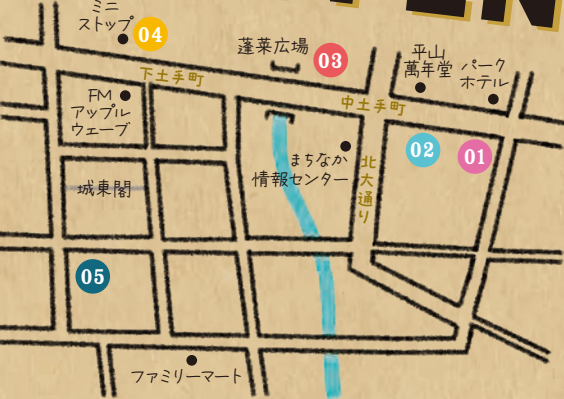 ミニ
ストップ
04
蓬莱広場
03
平山
萬年堂
パーク
ホテル
下土手町
中土手町
FM
アップル
ウェーブ
02
01
まちなか
情報センター
北大通り
城東閣
05
ファミリーマート